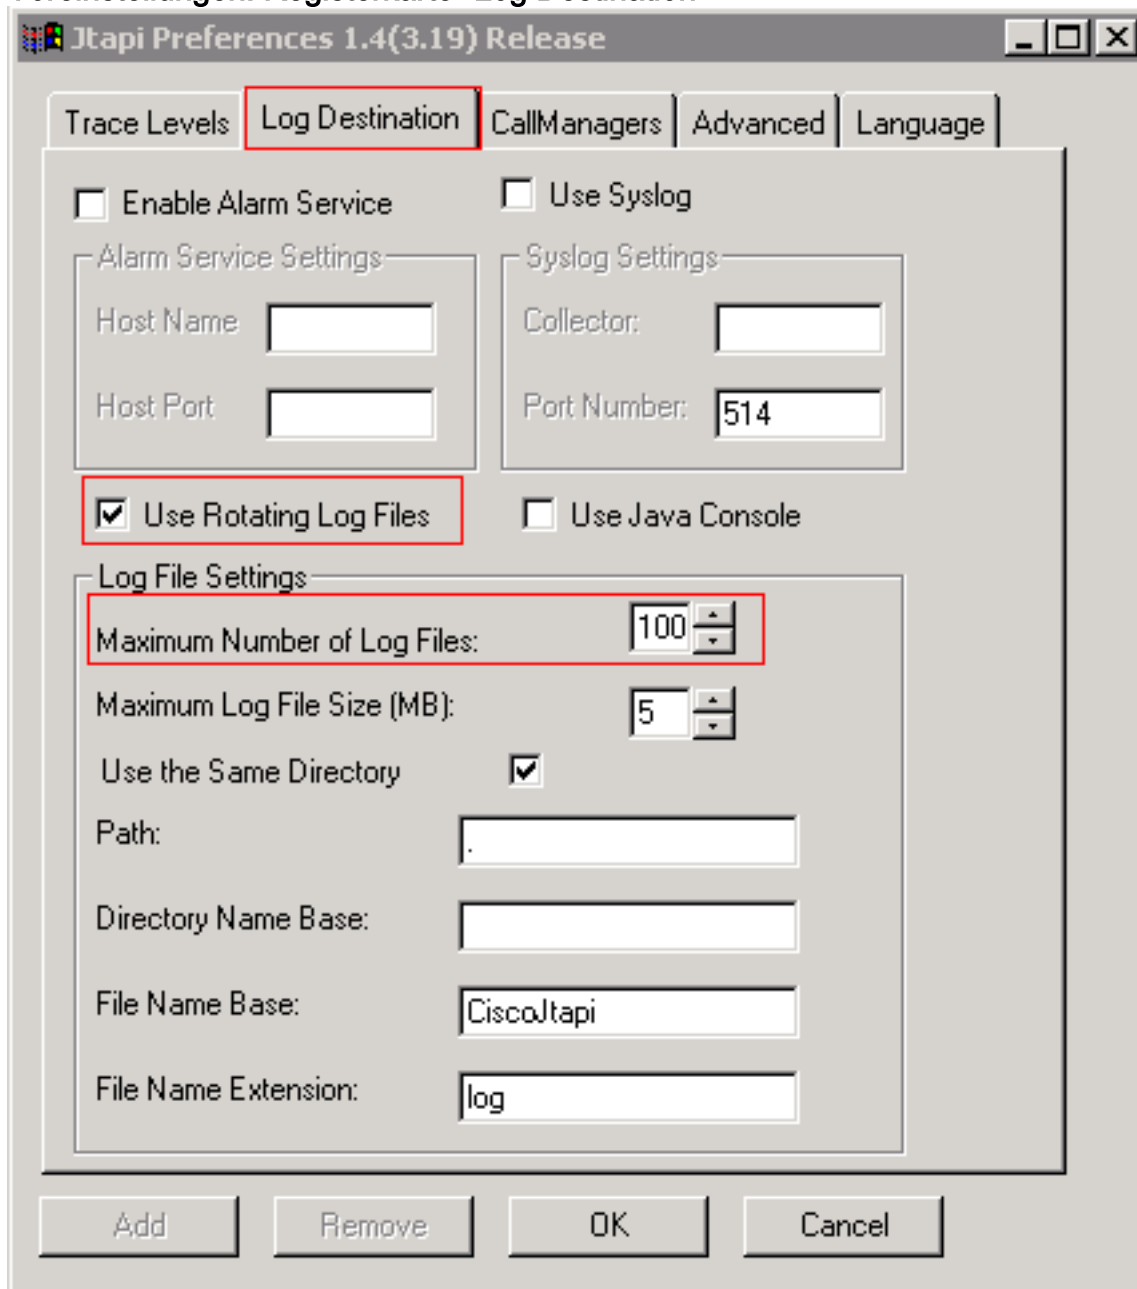 Jtapi Preferences 1.4(3.19) Release
Trace Levels Log Destination CallManagers Advanced Language
Enable Alarm Service Use Syslog
Alarm Service Settings Syslog Settings
Host Name Collector:
Host Port Port Number: 514
Use Rotating Log Files Use Java Console
Log File Settings
Maximum Number of Log Files: 100
Maximum Log File Size (MB): 5
Use the Same Directory
Path: .
Directory Name Base:
File Name Base: CiscoJtapi
File Name Extension: log
Add Remove OK Cancel